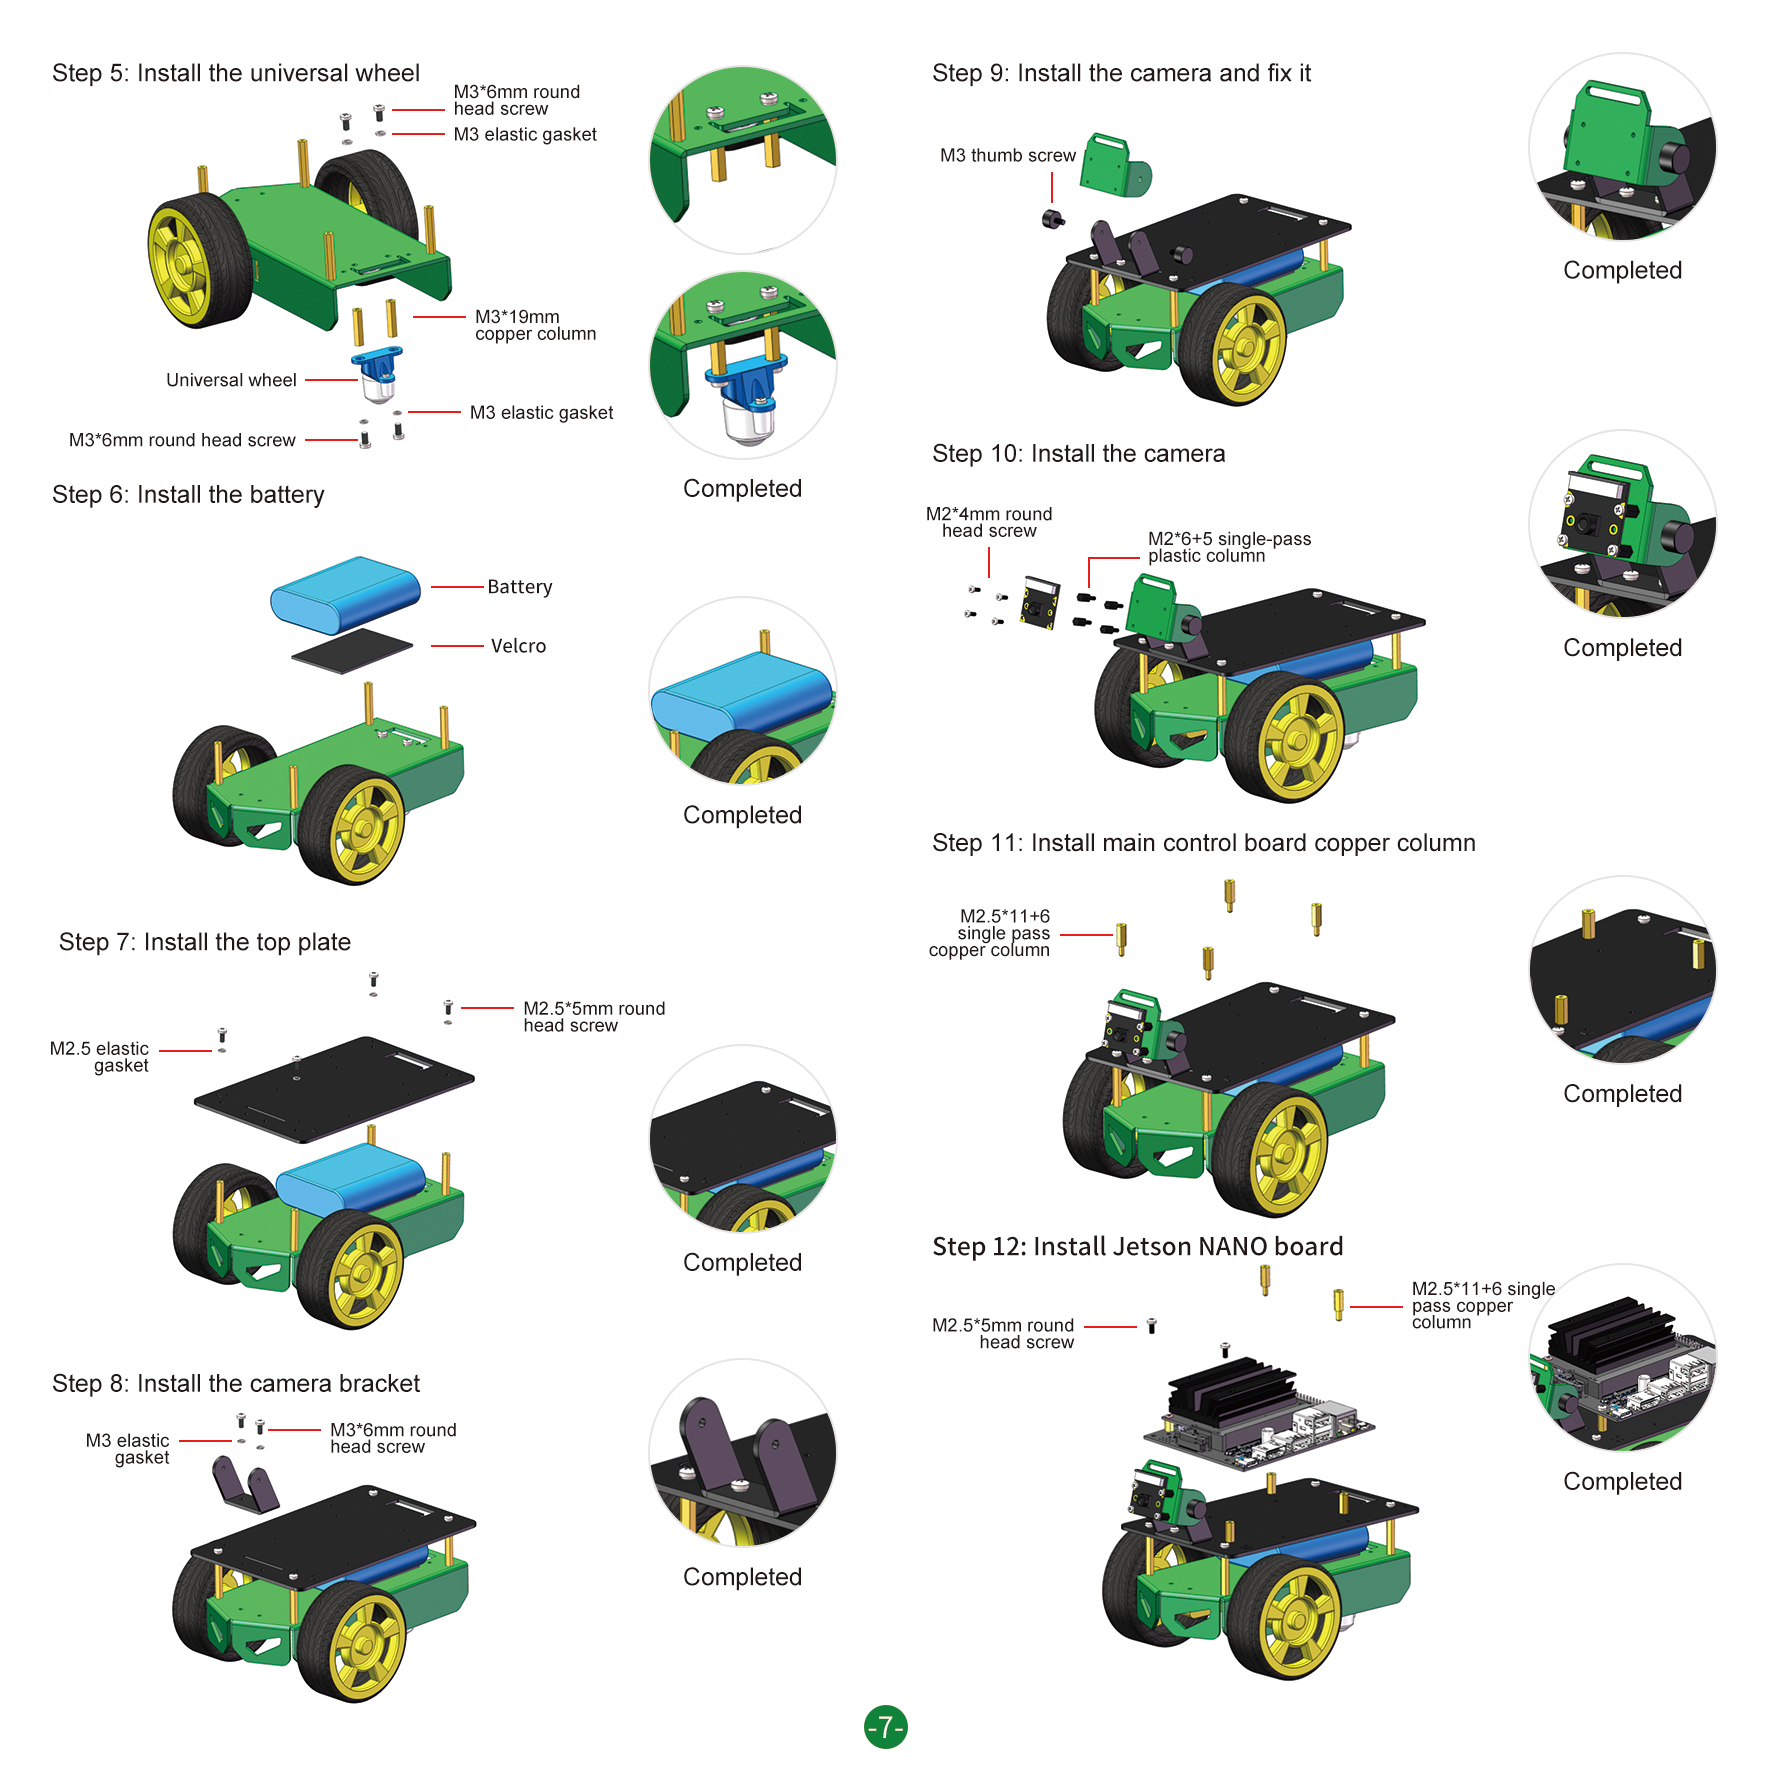 Step 5: Install the universal wheel
M3*6mm round
head screw
M3 elastic gasket
M3*19mm
copper column
Universal wheel
M3 elastic gasket
M3*6mm round head screw
Completed
Step 6: Install the battery
Battery
Velcro
Completed
Step 7: Install the top plate
M2.5*5mm round
head screw
M2.5 elastic
gasket
Completed
Step 8: Install the camera bracket
M3*6mm round
head screw
M3 elastic
gasket
Completed
Step 9: Install the camera and fix it
M3 thumb screw
Completed
Step 10: Install the camera
M2*4mm round
head screw
M2*6+5 single-pass
plastic column
Completed
Step 11: Install main control board copper column
M2.5*11+6
single pass
copper column
Completed
Step 12: Install Jetson NANO board
M2.5*11+6 single
pass copper
column
M2.5*5mm round
head screw
Completed
-7-